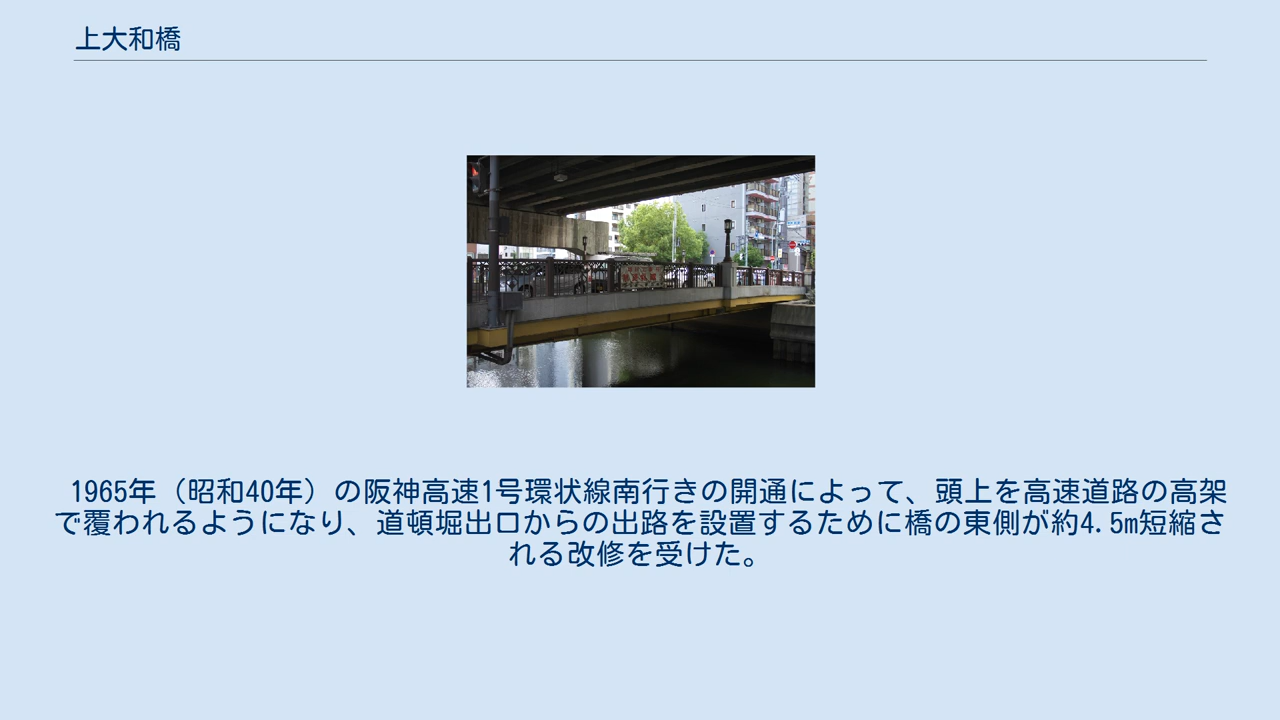 上大和橋
1965年（昭和40年）の阪神高速1号環状線南行きの開通によって、頭上を高速道路の高架
で覆われるようになり、道頓堀出口からの出路を設置するために橋の東側が約4.5m短縮さ
れる改修を受けた。